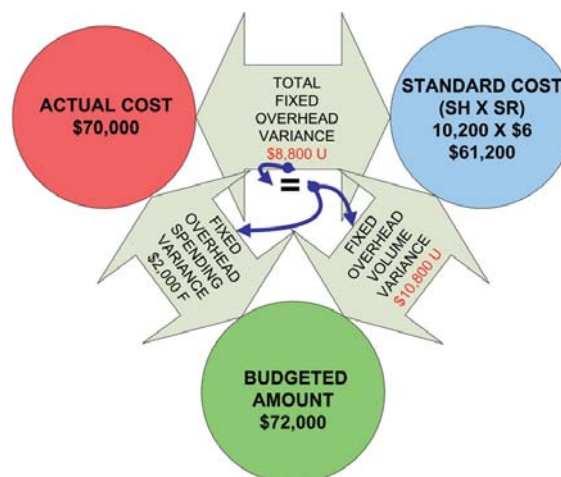 ACTUAL COST
$70,000
TOTAL
FIXED
OVERHEAD
VARIANCE
$8,800 U
=
STANDARD COST
(SH X SR)
10,200 X $6
$61,200
FIXED
OVERHEAD
SPENDING
VARIANCE
$2,000 F
FIXED
OVERHEAD
VOLUME
VARIANCE
$10,800 U
BUDGETED
AMOUNT
$72,000